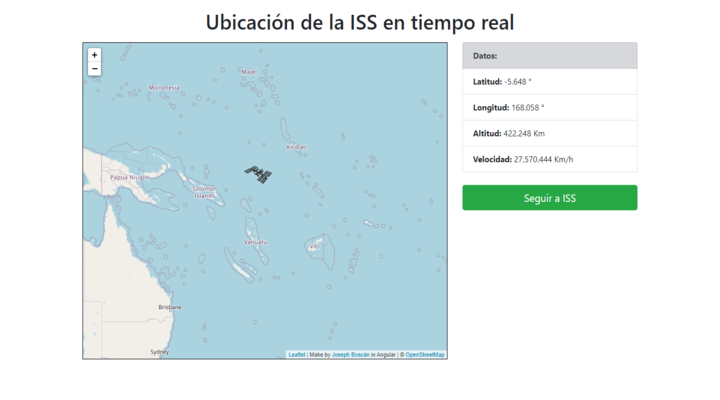 Ubicación de la ISS en tiempo real
+
−
Majol
Micronesia
Kiribati
Papua Niugini
Solomon
Islands
Vanuatu
Viti
Brisbane
Sydney
Leaflet | Make by Joseph Boscán in Angular | © OpenStreetMap
Datos:
Latitud: -5.648 °
Longitud: 168.058 °
Altitud: 422.248 Km
Velocidad: 27,570.444 Km/h
Seguir a ISS